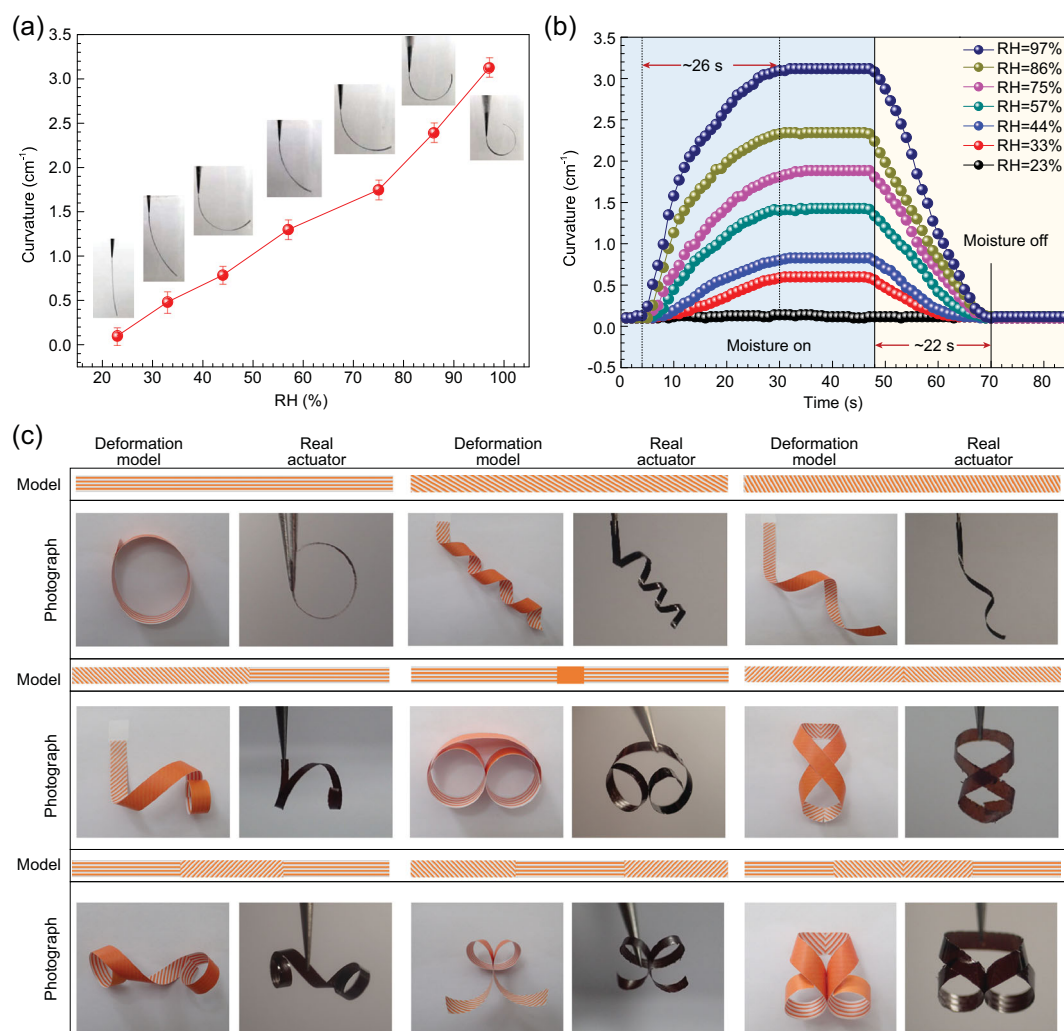 (a)
3.5
3.0
2.5
2.0
1.5
1.0
0.5
0.0
Curvature (cm⁻¹)
20 30 40 50 60 70 80 90 100
RH (%)
(b)
3.5
3.0
2.5
2.0
1.5
1.0
0.5
0.0
-0.5
Curvature (cm⁻¹)
~26 s
RH=97%
RH=86%
RH=75%
RH=57%
RH=44%
RH=33%
RH=23%
Moisture off
Moisture on
~22 s
0 10 20 30 40 50 60 70 80
Time (s)
(c)
Deformation model
Real actuator
Deformation model
Real actuator
Deformation model
Real actuator
Model
Photograph
Model
Photograph
Model
Photograph